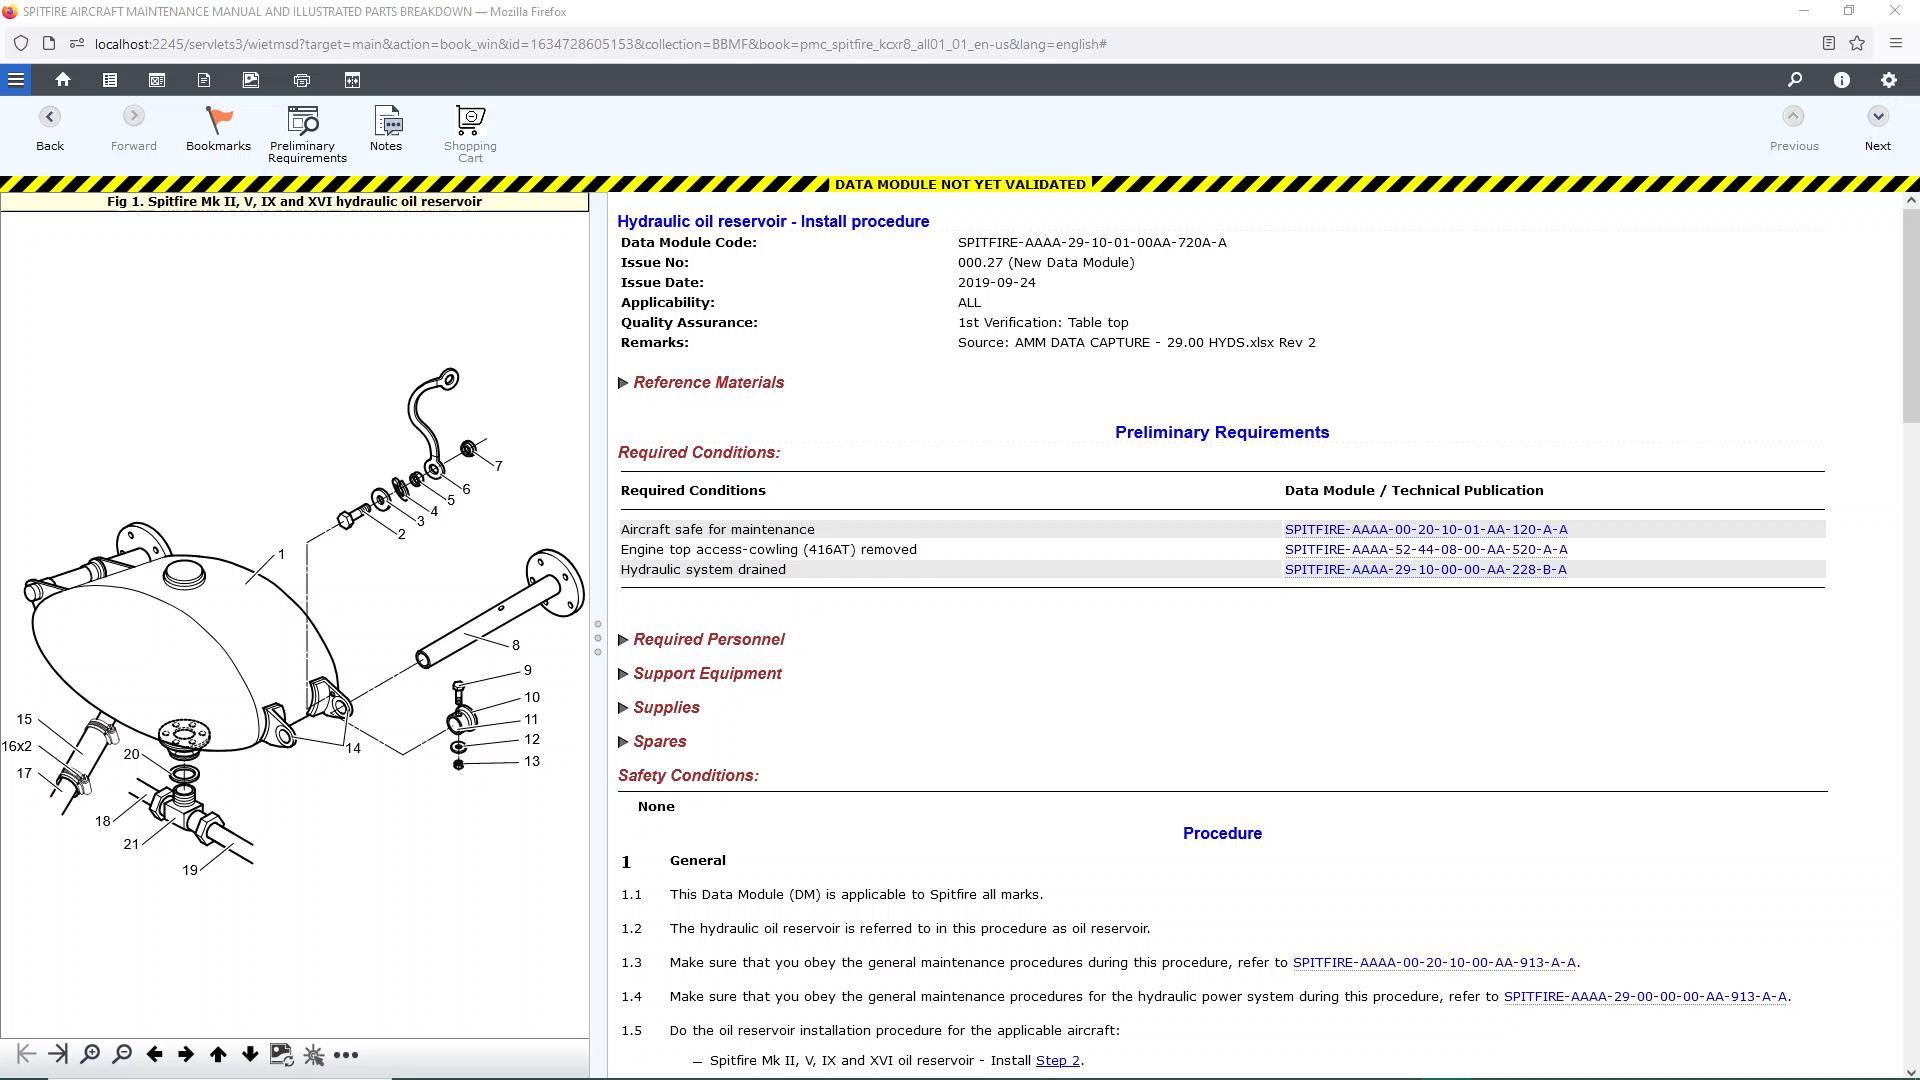 SPITFIRE AIRCRAFT MAINTENANCE MANUAL AND ILLUSTRATED PARTS BREAKDOWN — Mozilla Firefox
localhost:2245/servlets3/wietmsd?target=main&action=book_win&id=1634728605153&collection=BBMF&book=pmc_spitfire_kcxr8_all01_01_en-us&lang=english#
Back
Forward
Bookmarks
Preliminary
Requirements
Notes
Shopping
Cart
Previous
Next
DATA MODULE NOT YET VALIDATED
Fig 1. Spitfire Mk II, V, IX and XVI hydraulic oil reservoir
7
6
5
4
3
2
1
8
9
10
11
12
13
14
15
16x2
17
20
18
21
19
Hydraulic oil reservoir - Install procedure
Data Module Code: SPITFIRE-AAAA-29-10-01-00AA-720A-A
Issue No: 000.27 (New Data Module)
Issue Date: 2019-09-24
Applicability: ALL
Quality Assurance: 1st Verification: Table top
Remarks: Source: AMM DATA CAPTURE - 29.00 HYDS.xlsx Rev 2
Reference Materials
Preliminary Requirements
Required Conditions:
Required Conditions Data Module / Technical Publication
Aircraft safe for maintenance SPITFIRE-AAAA-00-20-10-01-AA-120-A-A
Engine top access-cowling (416AT) removed SPITFIRE-AAAA-52-44-08-00-AA-520-A-A
Hydraulic system drained SPITFIRE-AAAA-29-10-00-00-AA-228-B-A
Required Personnel
Support Equipment
Supplies
Spares
Safety Conditions:
None
Procedure
1 General
1.1 This Data Module (DM) is applicable to Spitfire all marks.
1.2 The hydraulic oil reservoir is referred to in this procedure as oil reservoir.
1.3 Make sure that you obey the general maintenance procedures during this procedure, refer to SPITFIRE-AAAA-00-20-10-00-AA-913-A-A.
1.4 Make sure that you obey the general maintenance procedures for the hydraulic power system during this procedure, refer to SPITFIRE-AAAA-29-00-00-00-AA-913-A-A.
1.5 Do the oil reservoir installation procedure for the applicable aircraft:
– Spitfire Mk II, V, IX and XVI oil reservoir - Install Step 2.